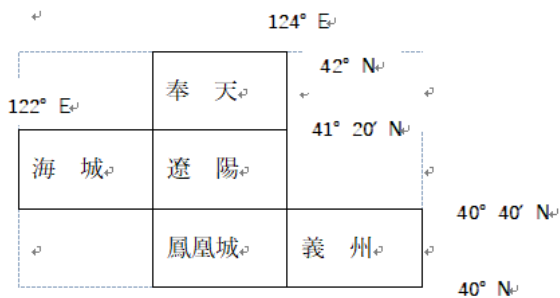 124° E
42° N
奉　天
122° E
41° 20′ N
海　城
遼　陽
40° 40′ N
鳳凰城
義　州
40° N